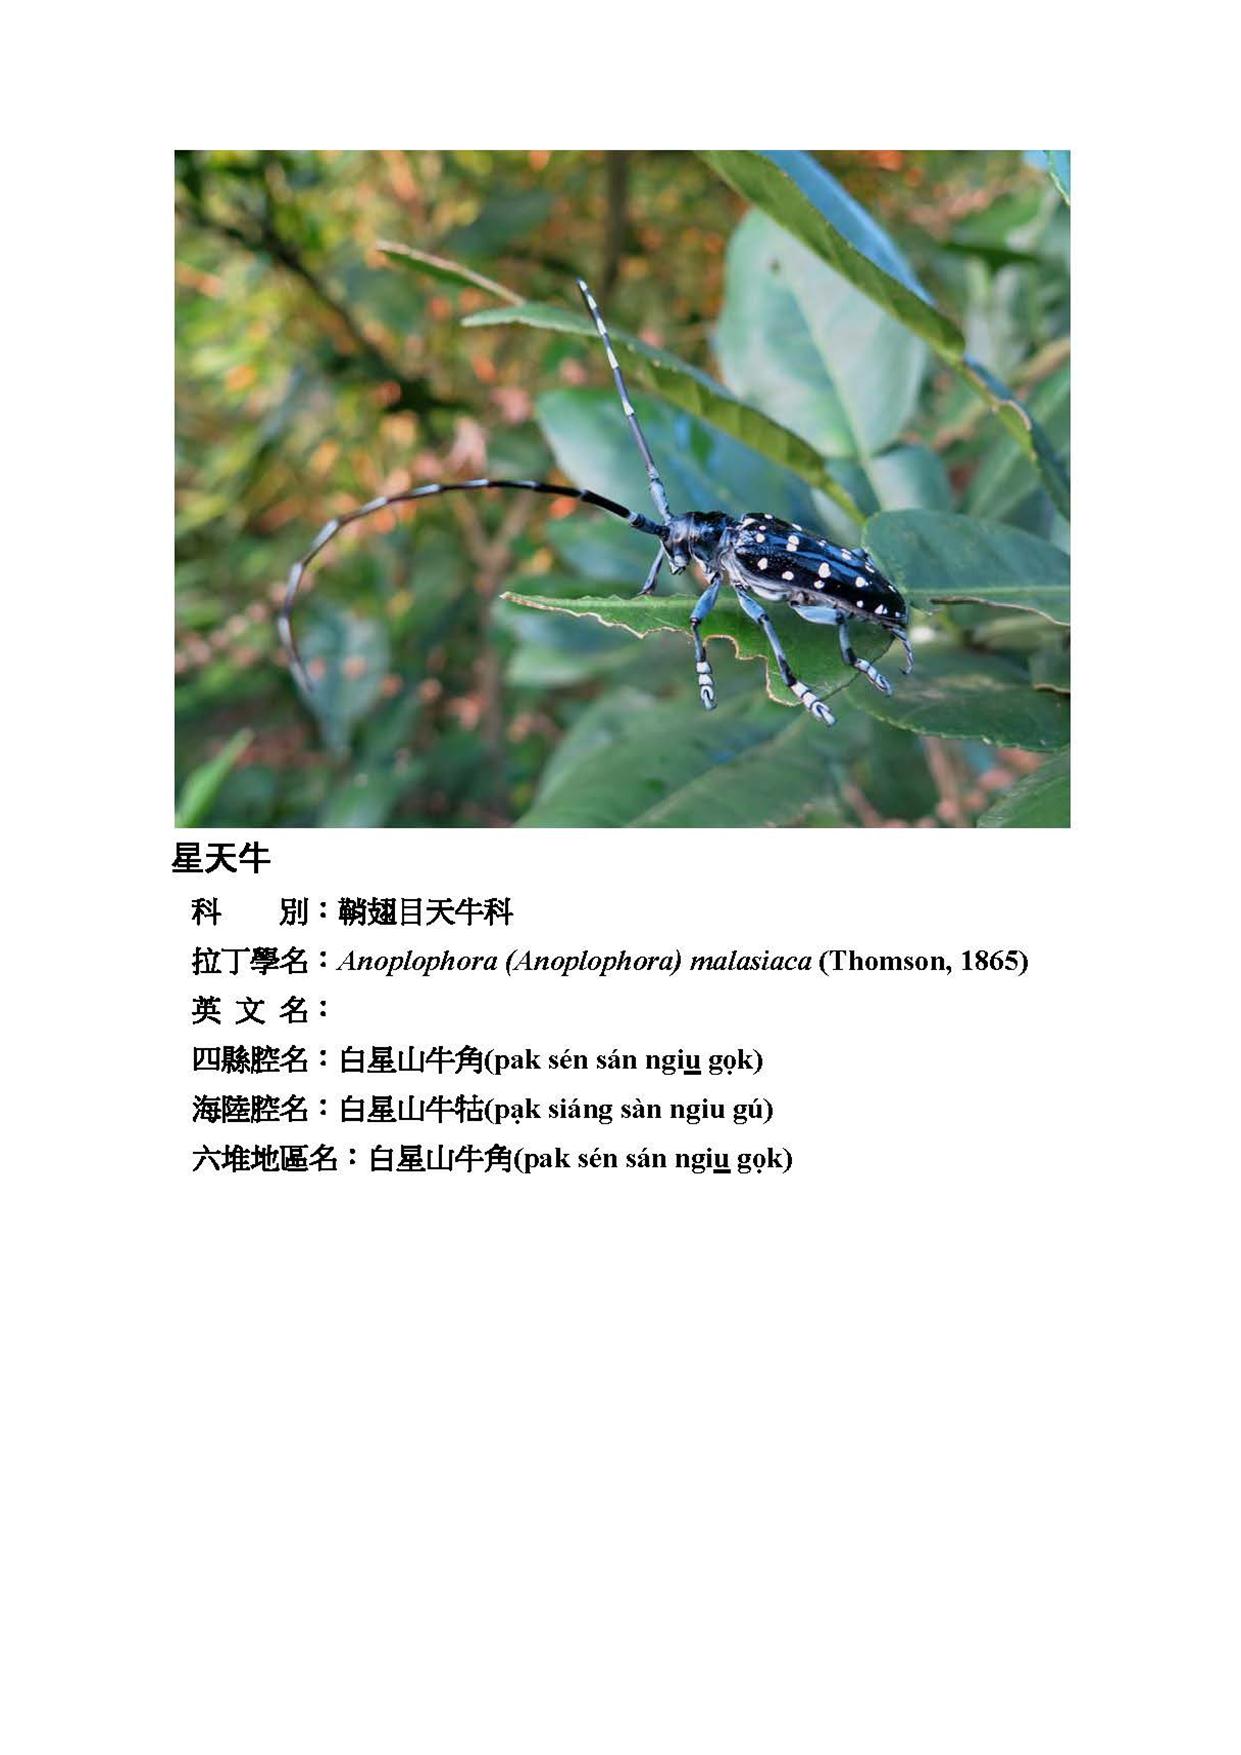 星天牛
科　　別：鞘翅目天牛科
拉丁學名：Anoplophora (Anoplophora) malasiaca (Thomson, 1865)
英 文 名：
四縣腔名：白星山牛角(pak sén sán ngiu gọk)
海陸腔名：白星山牛牯(pạk siáng sàn ngiu gú)
六堆地區名：白星山牛角(pak sén sán ngiu gọk)